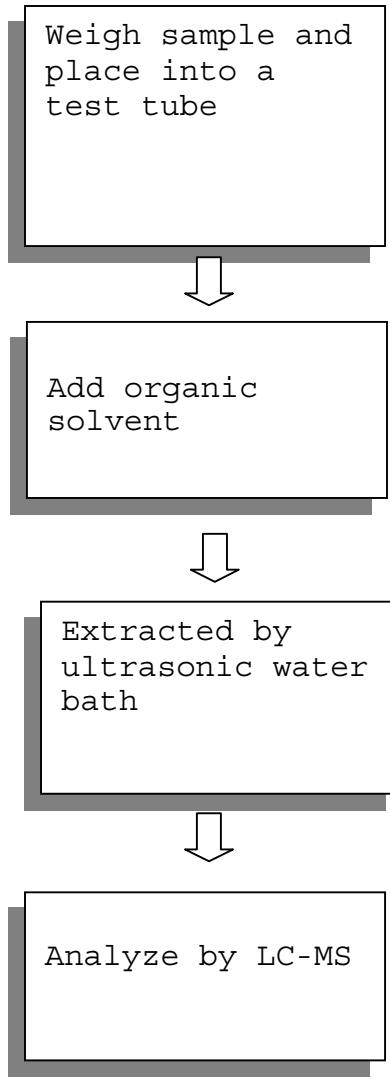 Weigh sample and
place into a
test tube
Add organic
solvent
Extracted by
ultrasonic water
bath
Analyze by LC-MS